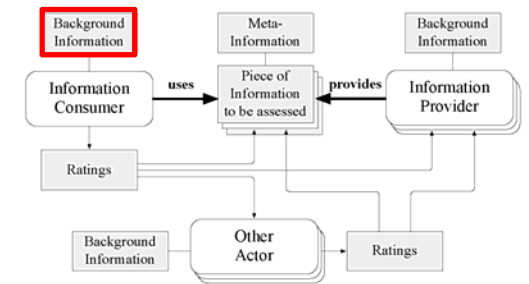 Background
Information
Meta-
Information
Background
Information
Information
Consumer
uses
Piece of
Information
to be assessed
provides
Information
Provider
Ratings
Background
Information
Other
Actor
Ratings